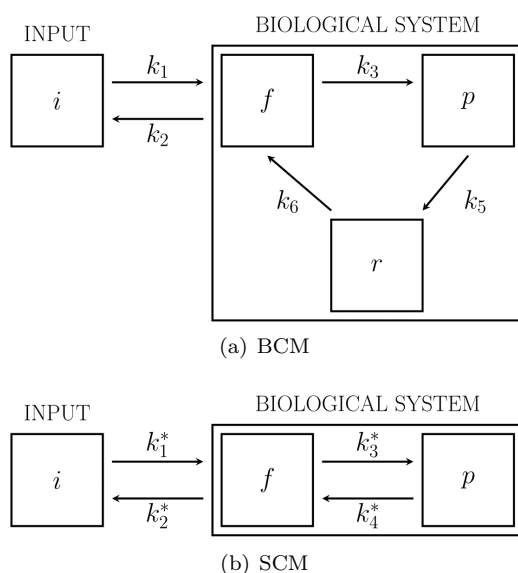 INPUT
BIOLOGICAL SYSTEM
i
k₁
k₂
f
k₃
p
k₆
k₅
r
(a) BCM
INPUT
BIOLOGICAL SYSTEM
i
k₁*
k₂*
f
k₃*
k₄*
p
(b) SCM